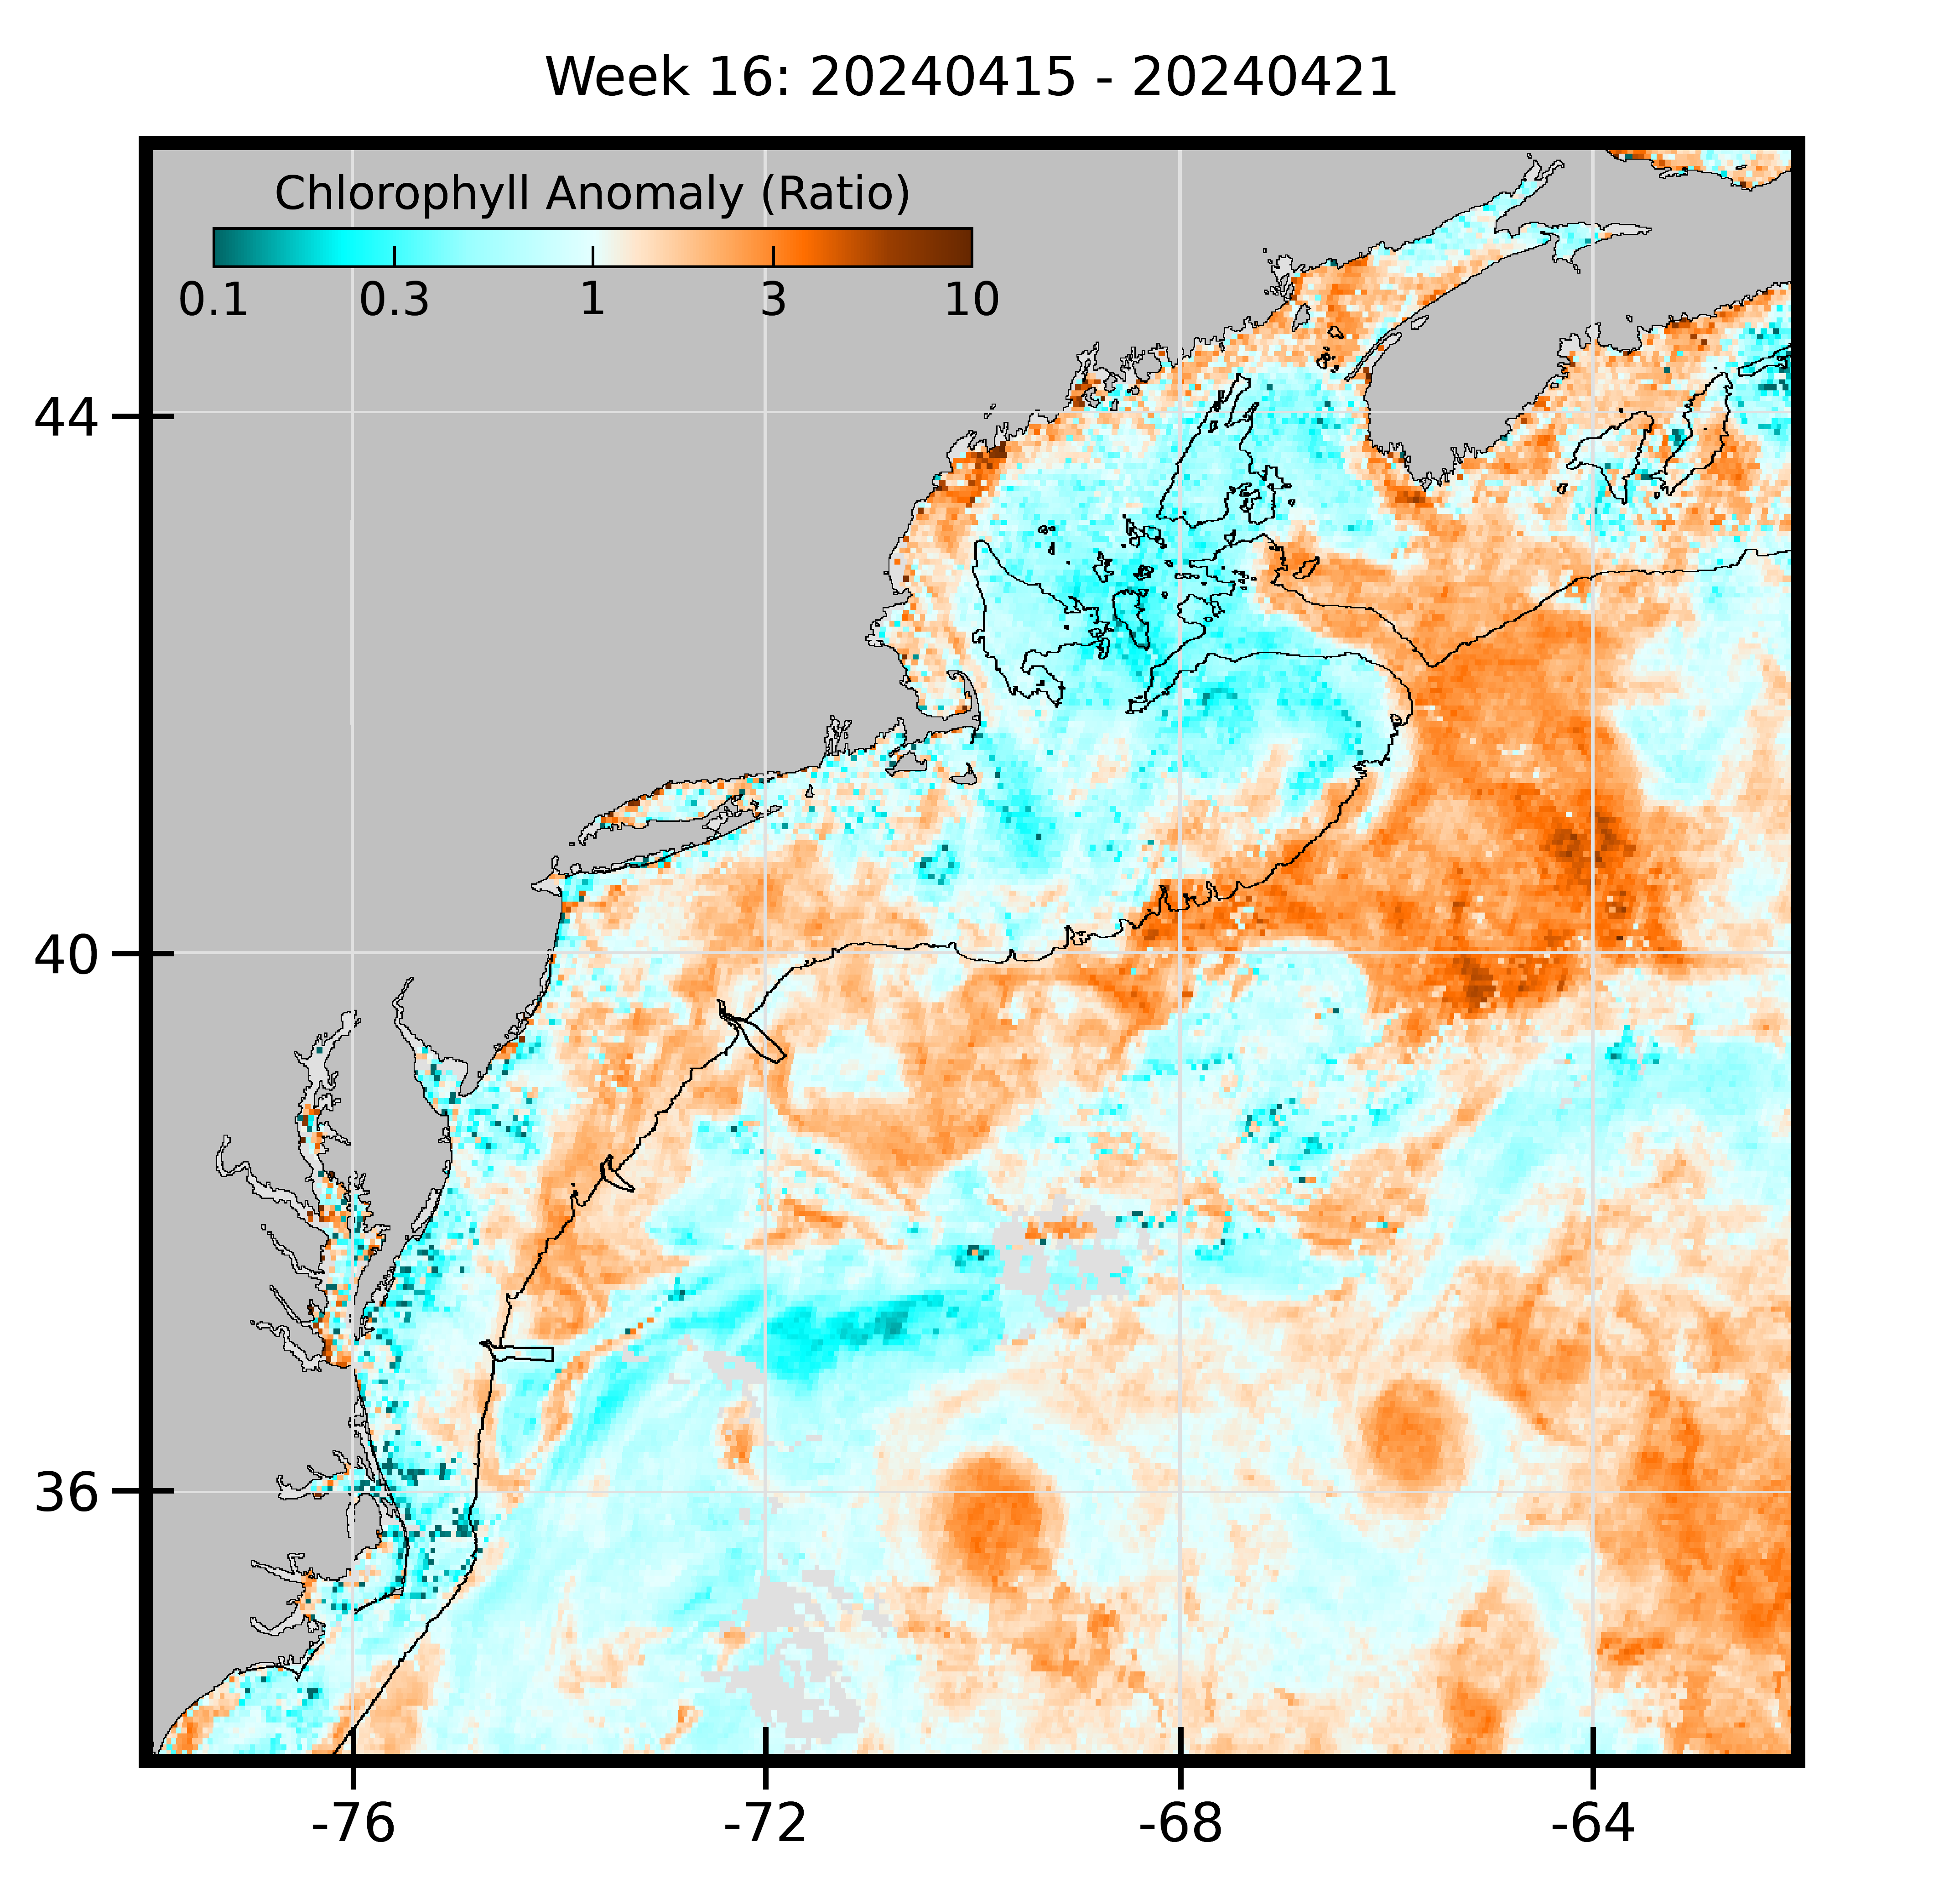 Week 16: 20240415 - 20240421
Chlorophyll Anomaly (Ratio)
0.1 0.3 1 3 10
44
40
36
-76 -72 -68 -64